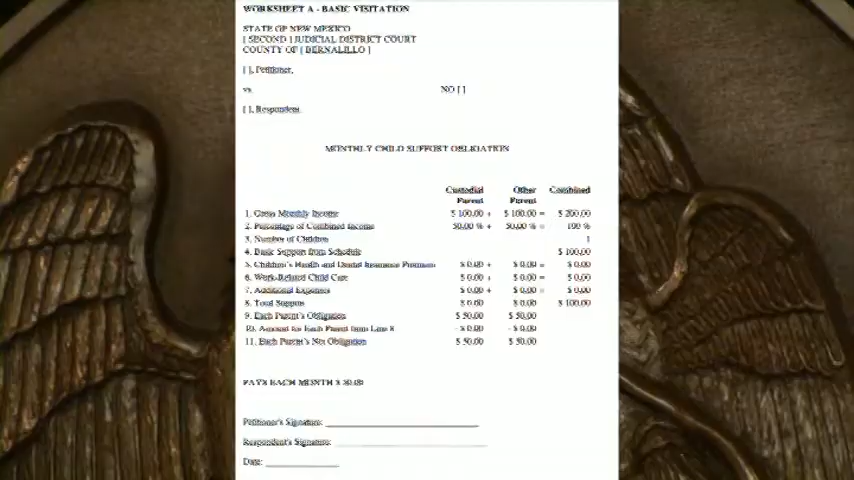 WORKSHEET A - BASIC VISITATION
STATE OF NEW MEXICO
[ SECOND ] JUDICIAL DISTRICT COURT
COUNTY OF [ BERNALILLO ]
[ ], Petitioner,
vs. NO [ ]
[ ], Respondent.
MONTHLY CHILD SUPPORT OBLIGATION
Custodial Other Combined
Parent Parent
1. Gross Monthly Income $ 100.00 + $ 100.00 = $ 200.00
2. Percentage of Combined Income 50.00 % + 50.00 % = 100 %
3. Number of Children 1
4. Basic Support from Schedule $ 100.00
5. Children's Health and Dental Insurance Premium $ 0.00 + $ 0.00 = $ 0.00
6. Work-Related Child Care $ 0.00 + $ 0.00 = $ 0.00
7. Additional Expenses $ 0.00 + $ 0.00 = $ 0.00
8. Total Support $ 0.00 $ 0.00 $ 100.00
9. Each Parent's Obligation $ 50.00 $ 50.00
10. Amount for Each Parent from Line 8 - $ 0.00 - $ 0.00
11. Each Parent's Net Obligation $ 50.00 $ 50.00
PAYS EACH MONTH $
Petitioner's Signature:
Respondent's Signature:
Date: